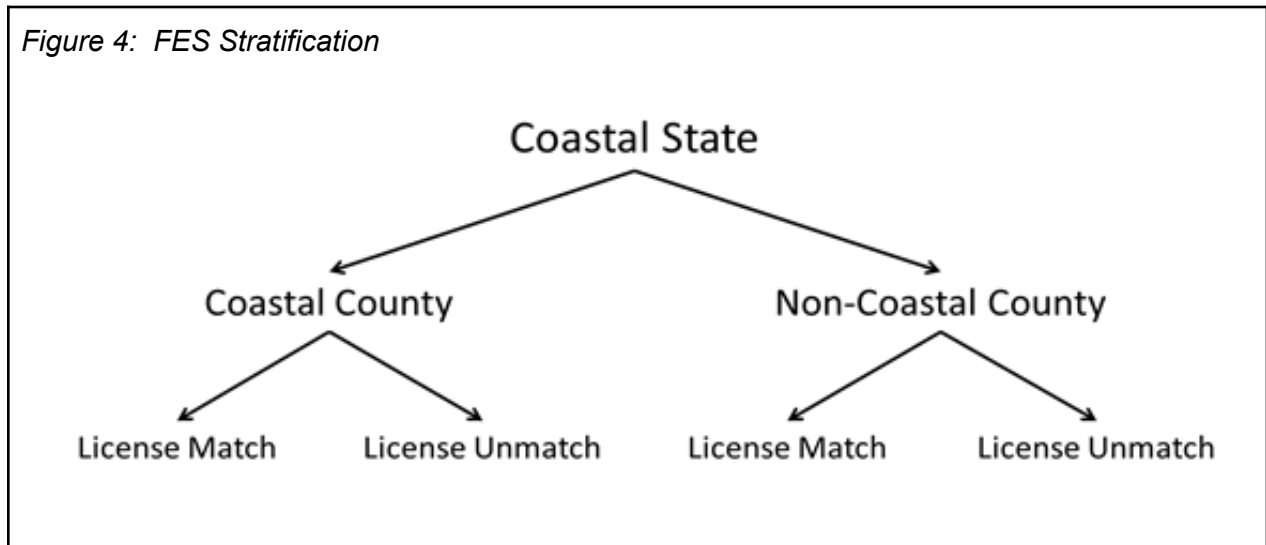 Figure 4: FES Stratification
Coastal State
Coastal County Non-Coastal County
License Match License Unmatch License Match License Unmatch